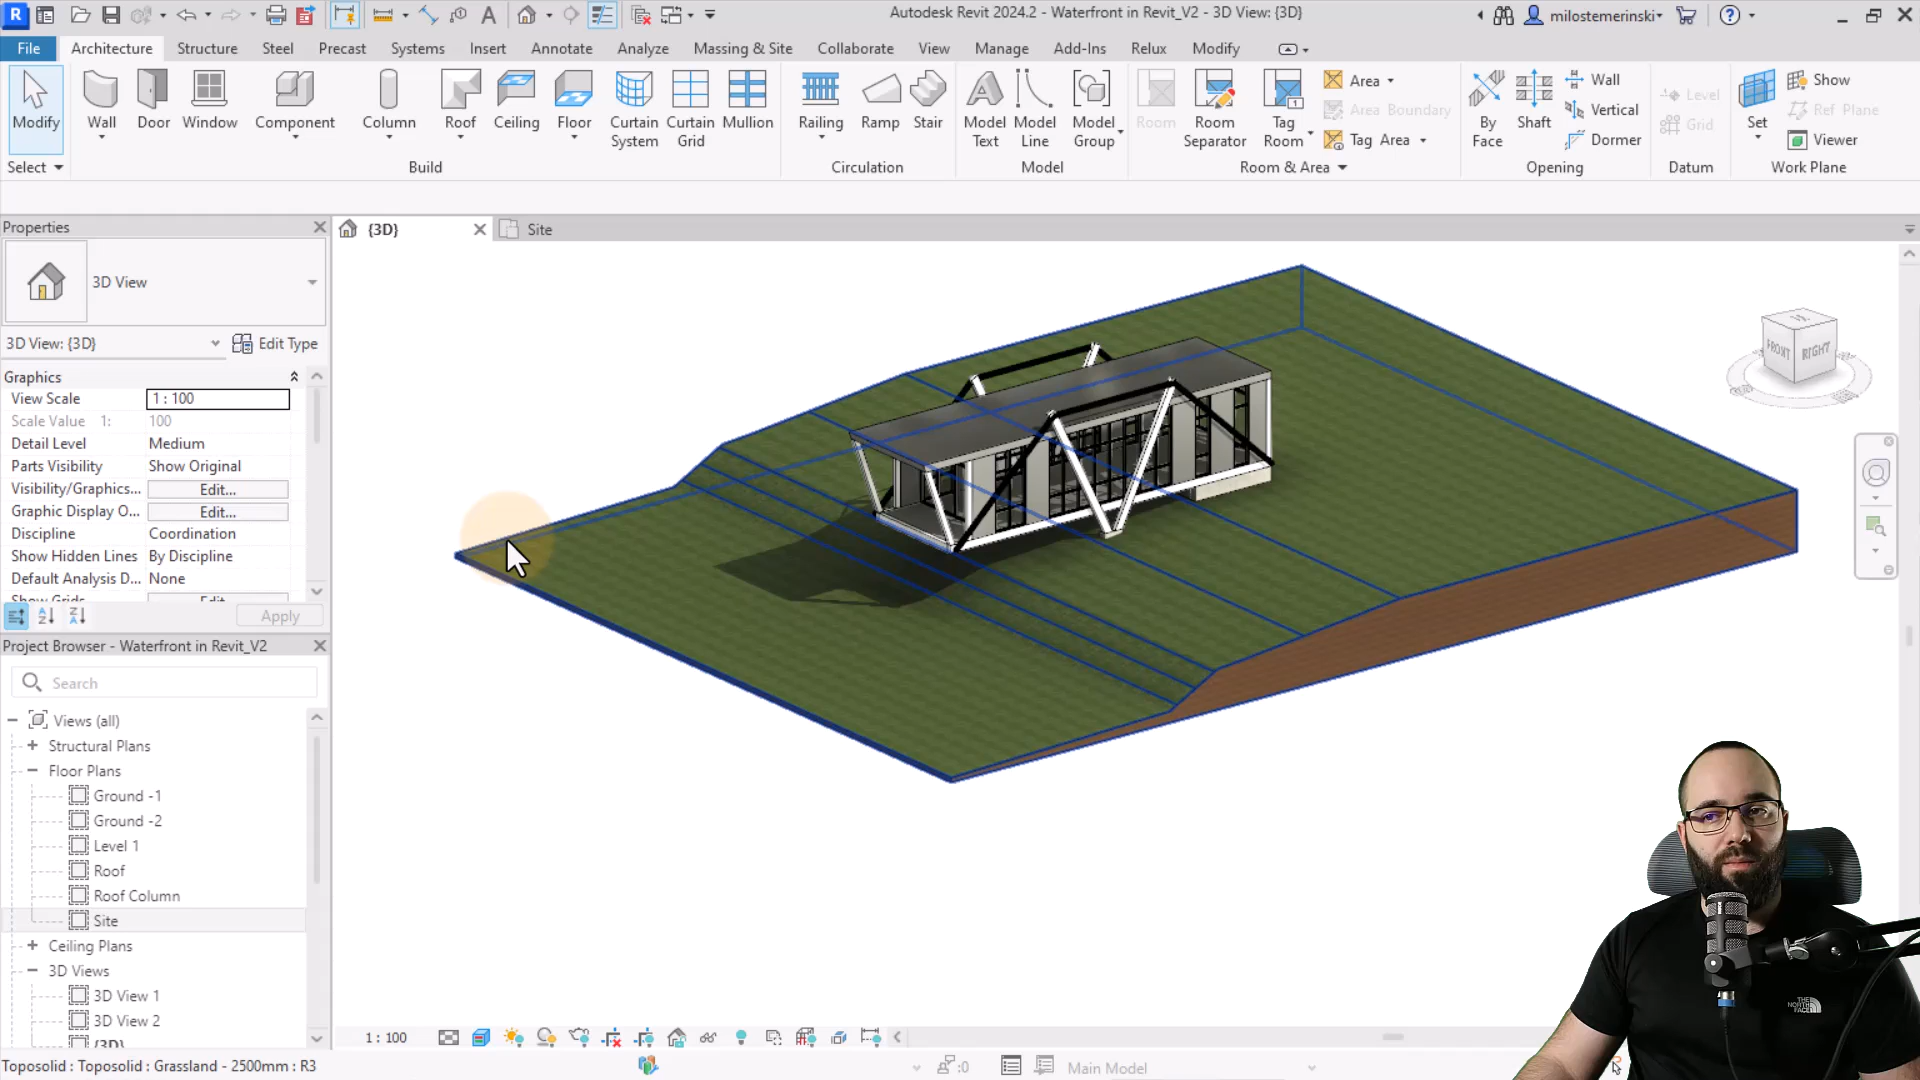 Autodesk Revit 2024.2 - Waterfront in Revit_V2 - 3D View: {3D}
milostemerinski
File Architecture Structure Steel Precast Systems Insert Annotate Analyze Massing & Site Collaborate View Manage Add-Ins Relux Modify
Modify Wall Door Window Component Column Roof Ceiling Floor Curtain System Curtain Grid Mullion Railing Ramp Stair Model Text Model Line Model Group Room Room Separator Tag Room
Area
Area Boundary
Tag Area
By Face Shaft
Wall
Vertical
Dormer
Level
Grid
Set
Show
Ref Plane
Viewer
Select Build Circulation Model Room & Area Opening Datum Work Plane
Properties
3D View
3D View: {3D} Edit Type
Graphics
View Scale 1 : 100
Scale Value 1: 100
Detail Level Medium
Parts Visibility Show Original
Visibility/Graphics... Edit...
Graphic Display O... Edit...
Discipline Coordination
Show Hidden Lines By Discipline
Default Analysis D... None
Show Grids Edit...
Apply
Project Browser - Waterfront in Revit_V2
Search
Views (all)
Structural Plans
Floor Plans
Ground -1
Ground -2
Level 1
Roof
Roof Column
Site
Ceiling Plans
3D Views
3D View 1
3D View 2
{3D}
{3D} Site
FRONT RIGHT
1 : 100
Toposolid : Toposolid : Grassland - 2500mm : R3
:0
Main Model
THE NORTH FACE